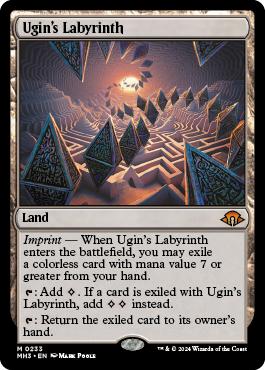 Ugin's Labyrinth
Land
Imprint — When Ugin's Labyrinth
enters the battlefield, you may exile
a colorless card with mana value 7 or
greater from your hand.
: Add . If a card is exiled with Ugin's
Labyrinth, add instead.
: Return the exiled card to its owner's
hand.
M 0233
MH3 • EN Mark Poole
™ & © 2024 Wizards of the Coast